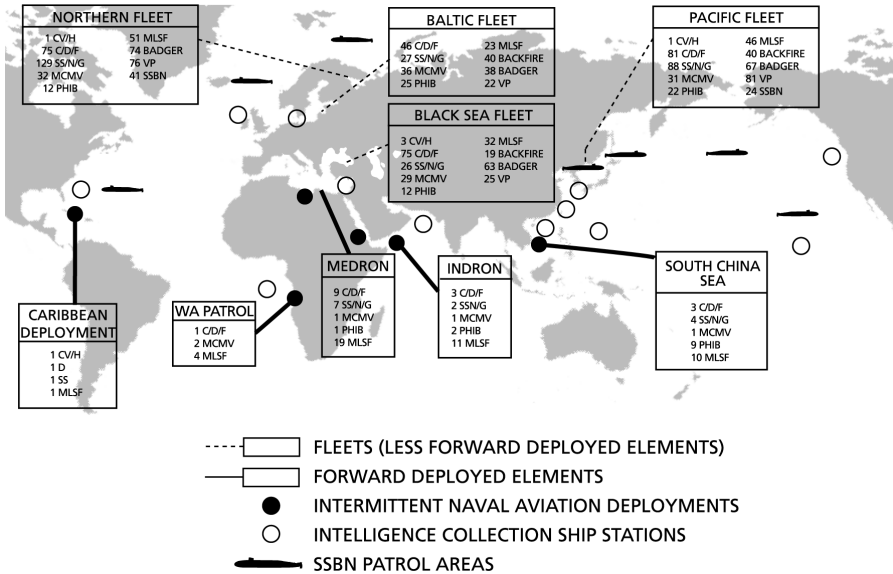 NORTHERN FLEET
1 CV/H 51 MLSF
75 C/D/F 74 BADGER
129 SS/N/G 76 VP
32 MCMV 41 SSBN
12 PHIB
BALTIC FLEET
46 C/D/F 23 MLSF
27 SS/N/G 40 BACKFIRE
36 MCMV 38 BADGER
25 PHIB 22 VP
PACIFIC FLEET
1 CV/H 46 MLSF
81 C/D/F 40 BACKFIRE
88 SS/N/G 67 BADGER
31 MCMV 81 VP
22 PHIB 24 SSBN
BLACK SEA FLEET
3 CV/H 32 MLSF
75 C/D/F 19 BACKFIRE
26 SS/N/G 63 BADGER
29 MCMV 25 VP
12 PHIB
CARIBBEAN
DEPLOYMENT
1 CV/H
1 D
1 SS
1 MLSF
WA PATROL
1 C/D/F
2 MCMV
4 MLSF
MEDRON
9 C/D/F
7 SS/N/G
1 MCMV
1 PHIB
19 MLSF
INDRON
3 C/D/F
2 SSN/G
1 MCMV
2 PHIB
11 MLSF
SOUTH CHINA
SEA
3 C/D/F
4 SS/N/G
1 MCMV
9 PHIB
10 MLSF
FLEETS (LESS FORWARD DEPLOYED ELEMENTS)
FORWARD DEPLOYED ELEMENTS
INTERMITTENT NAVAL AVIATION DEPLOYMENTS
INTELLIGENCE COLLECTION SHIP STATIONS
SSBN PATROL AREAS